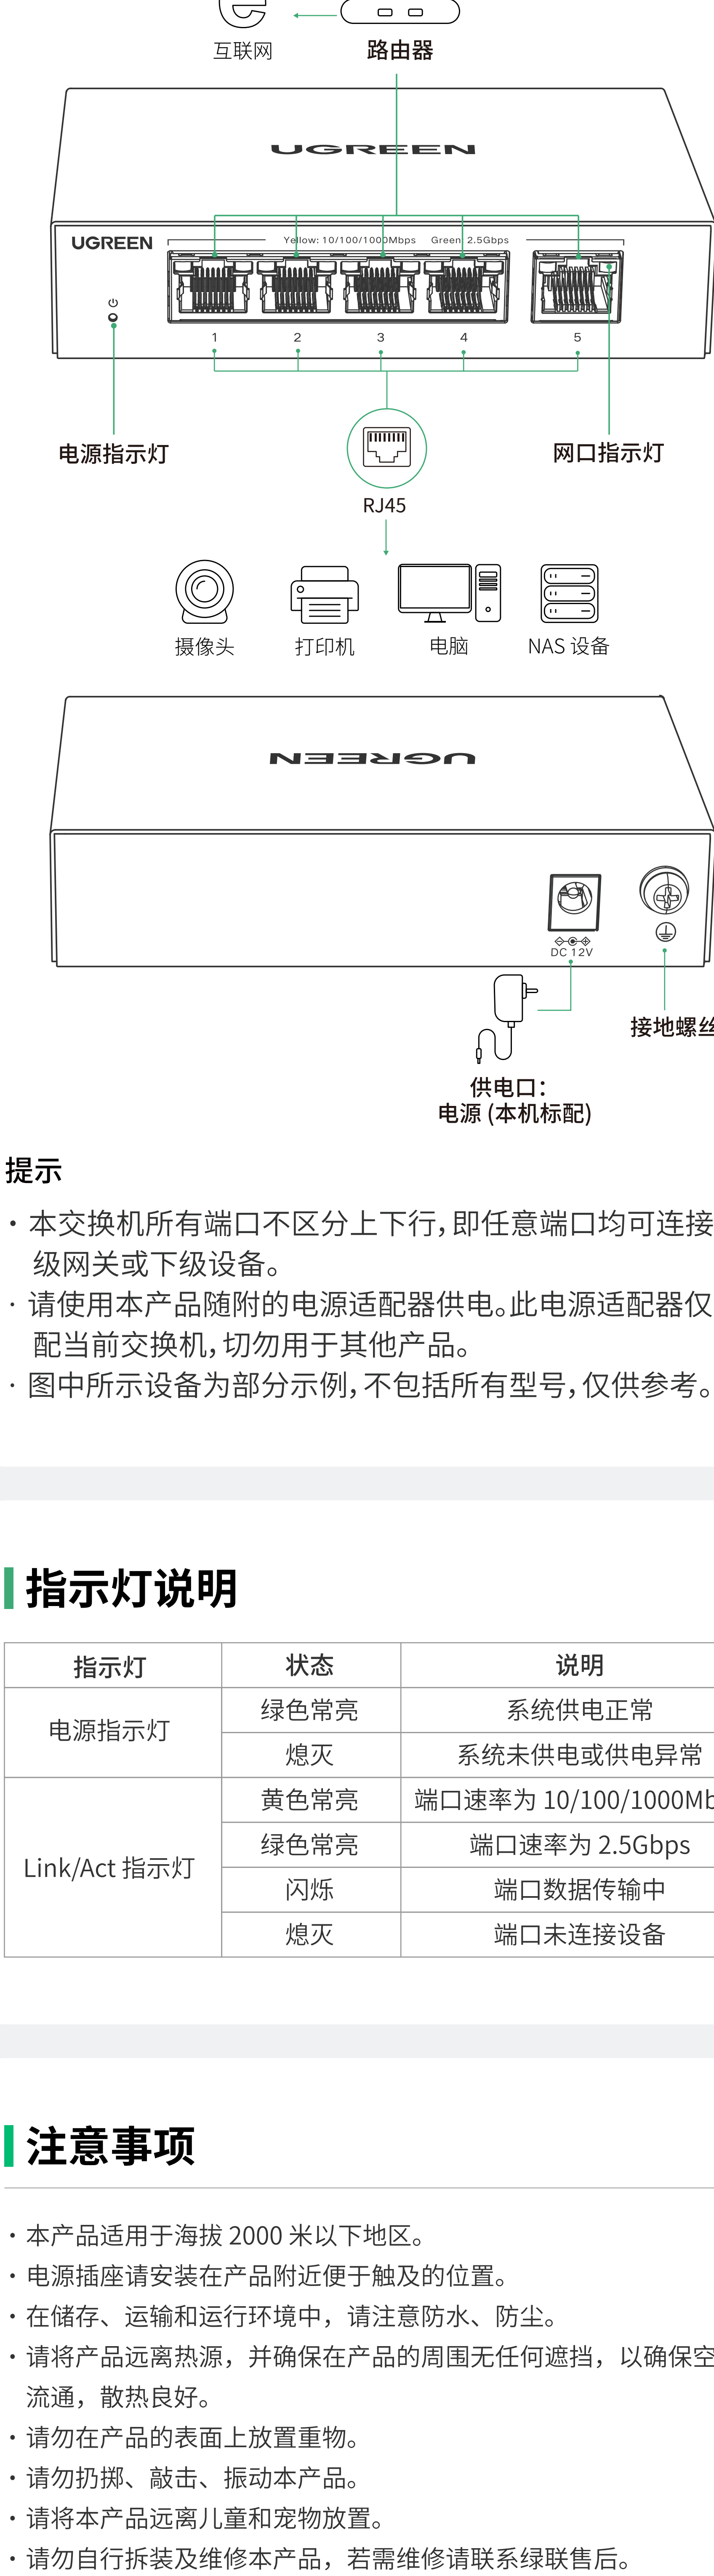 互联网
路由器
UGREEN
UGREEN
Yellow: 10/100/1000Mbps Green: 2.5Gbps
1 2 3 4 5
电源指示灯
网口指示灯
RJ45
摄像头
打印机
电脑
NAS 设备
UGREEN
DC 12V
接地螺丝
供电口：
电源 (本机标配)
提示
· 本交换机所有端口不区分上下行，即任意端口均可连接
级网关或下级设备。
· 请使用本产品随附的电源适配器供电。此电源适配器仅
配当前交换机，切勿用于其他产品。
· 图中所示设备为部分示例，不包括所有型号，仅供参考。
指示灯说明
指示灯 状态 说明
电源指示灯 绿色常亮 系统供电正常
熄灭 系统未供电或供电异常
Link/Act 指示灯 黄色常亮 端口速率为 10/100/1000Mb
绿色常亮 端口速率为 2.5Gbps
闪烁 端口数据传输中
熄灭 端口未连接设备
注意事项
· 本产品适用于海拔 2000 米以下地区。
· 电源插座请安装在产品附近便于触及的位置。
· 在储存、运输和运行环境中，请注意防水、防尘。
· 请将产品远离热源，并确保在产品的周围无任何遮挡，以确保空
流通，散热良好。
· 请勿在产品的表面上放置重物。
· 请勿扔掷、敲击、振动本产品。
· 请将本产品远离儿童和宠物放置。
· 请勿自行拆装及维修本产品，若需维修请联系绿联售后。